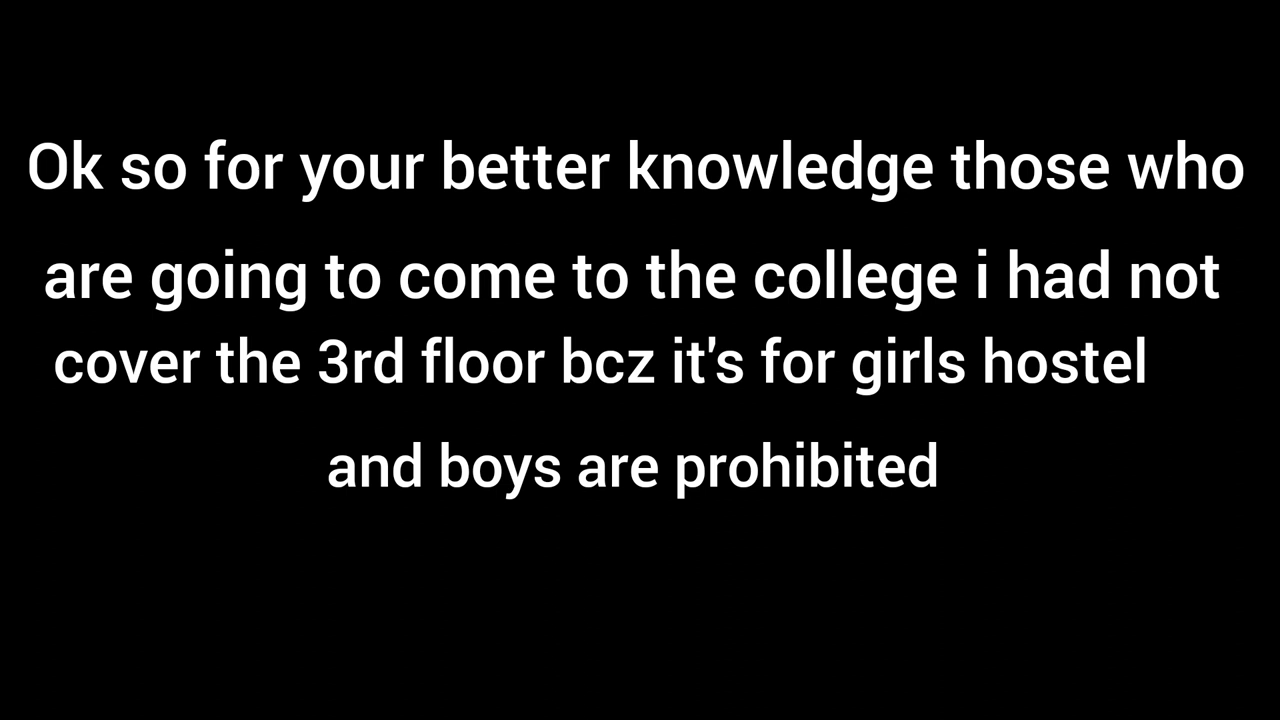 Ok so for your better knowledge those who
are going to come to the college i had not
cover the 3rd floor bcz it's for girls hostel
and boys are prohibited